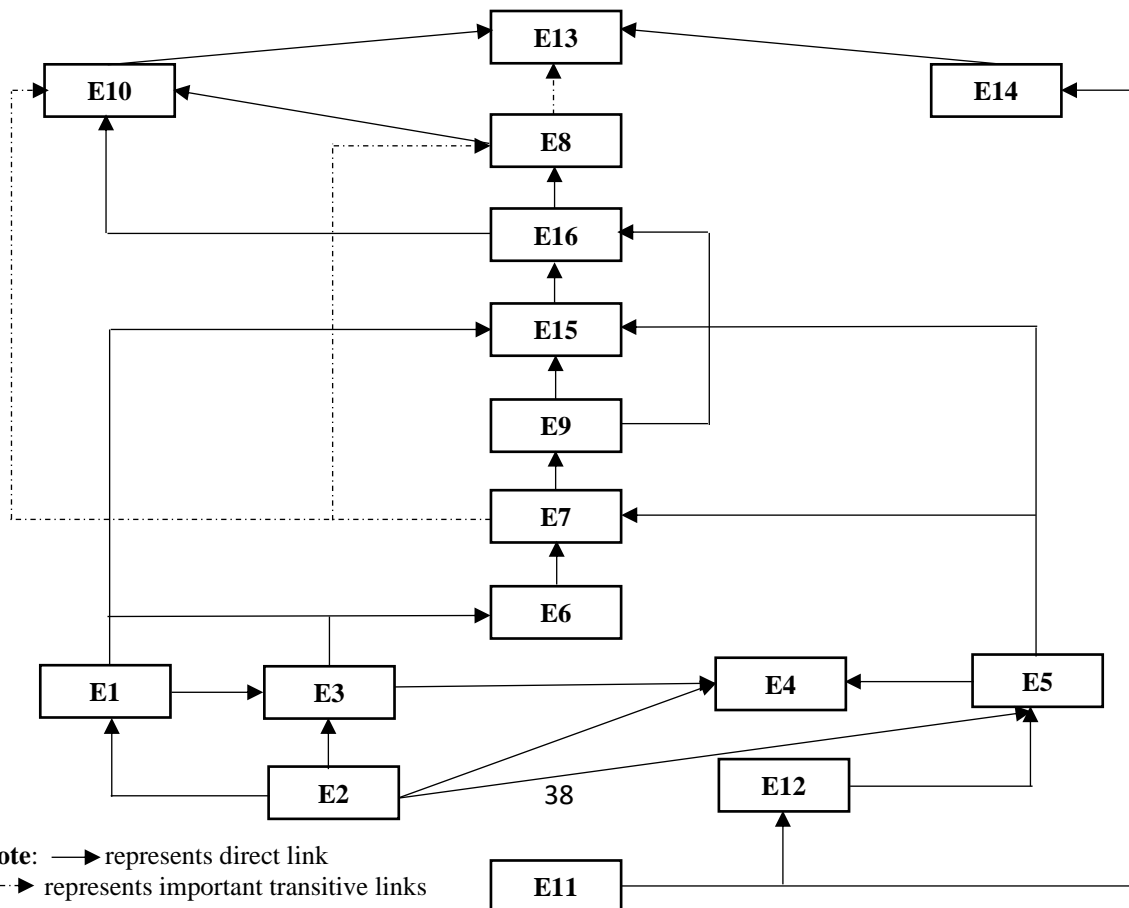 E13
E10
E14
E8
E16
E15
E9
E7
E6
E1
E3
E4
E5
E2
E12
38
ote: represents direct link
represents important transitive links
E11